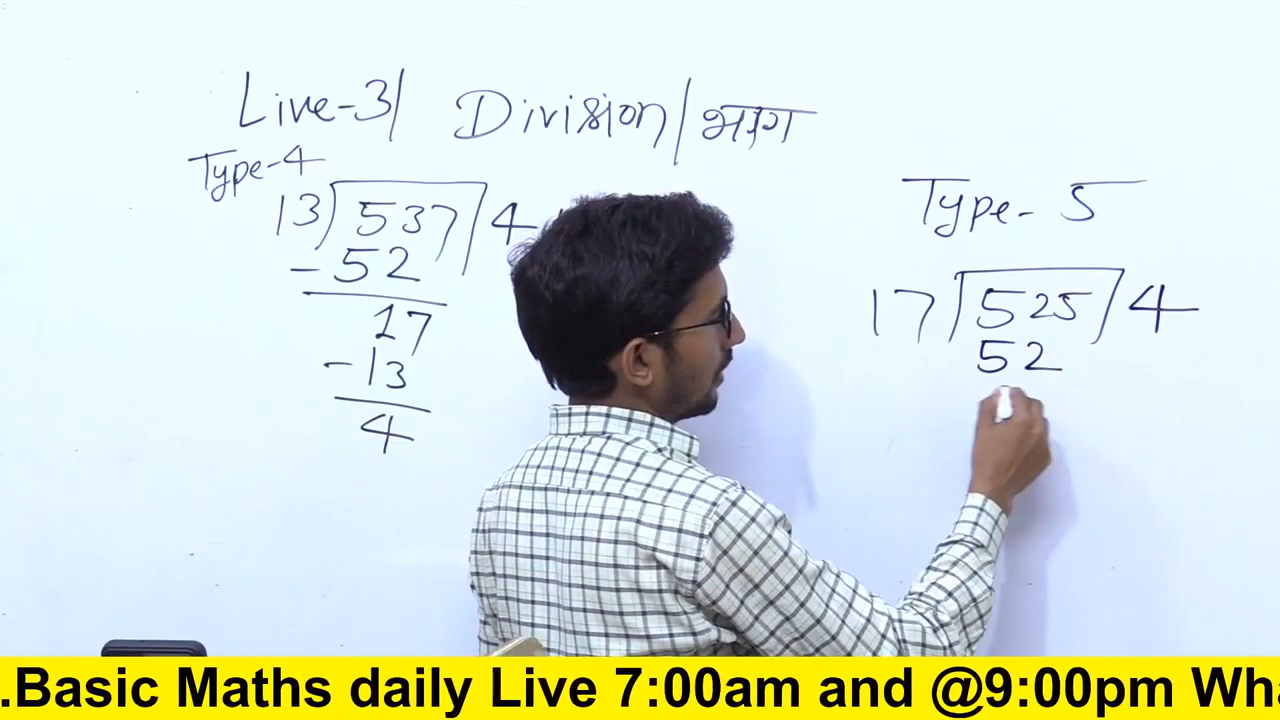 Live-3/ Division/भाग
Type-4
13) 537 / 4
-52
17
-13
4
Type-5
17) 525 / 4
52
.Basic Maths daily Live 7:00am and @9:00pm Wha